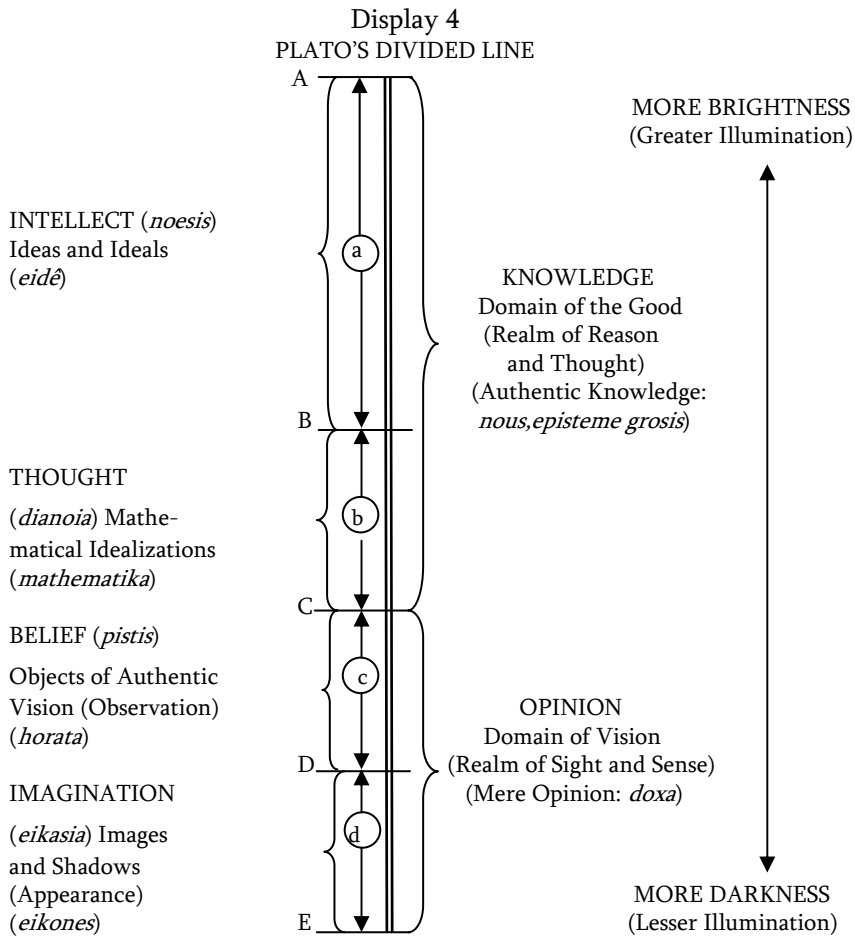 Display 4
PLATO'S DIVIDED LINE
A
MORE BRIGHTNESS
(Greater Illumination)
INTELLECT (noesis)
Ideas and Ideals
(eidê)
a
KNOWLEDGE
Domain of the Good
(Realm of Reason
and Thought)
(Authentic Knowledge:
nous,episteme grosis)
B
THOUGHT
(dianoia) Mathe-
matical Idealizations
(mathematika)
b
C
BELIEF (pistis)
Objects of Authentic
Vision (Observation)
(horata)
c
OPINION
Domain of Vision
(Realm of Sight and Sense)
(Mere Opinion: doxa)
D
IMAGINATION
(eikasia) Images
and Shadows
(Appearance)
(eikones)
d
E
MORE DARKNESS
(Lesser Illumination)